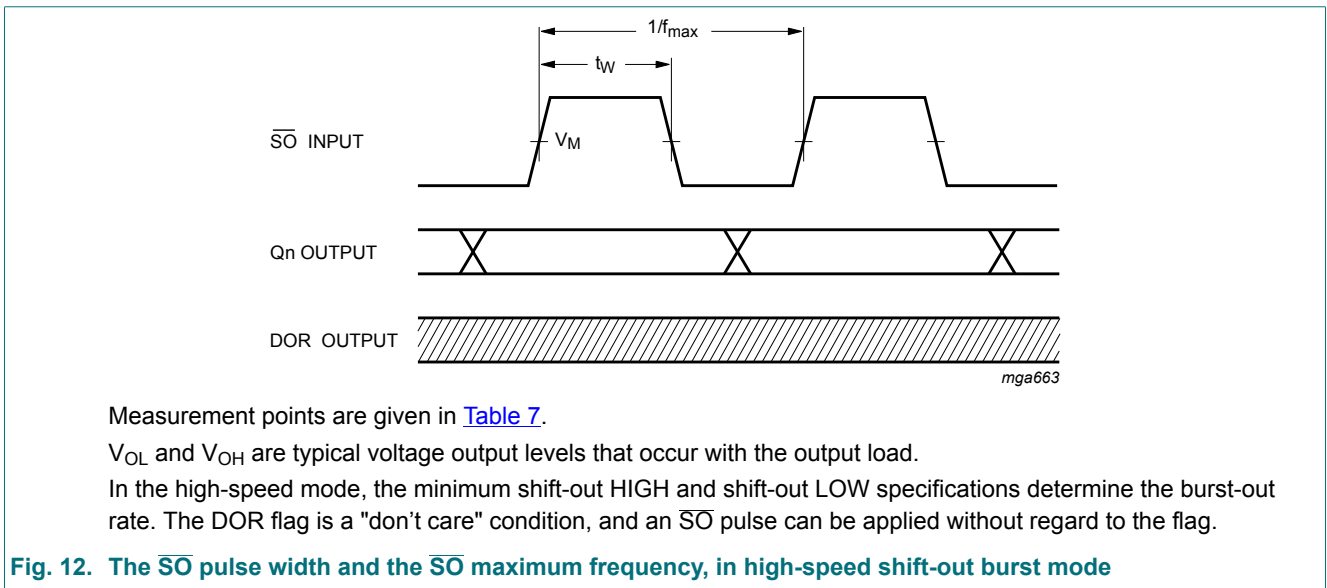 1/fmax
tW
S̅O̅ INPUT
VM
Qn OUTPUT
DOR OUTPUT
mga663
Measurement points are given in Table 7.
VOL and VOH are typical voltage output levels that occur with the output load.
In the high-speed mode, the minimum shift-out HIGH and shift-out LOW specifications determine the burst-out
rate. The DOR flag is a "don’t care" condition, and an S̅O̅ pulse can be applied without regard to the flag.
Fig. 12. The S̅O̅ pulse width and the S̅O̅ maximum frequency, in high-speed shift-out burst mode